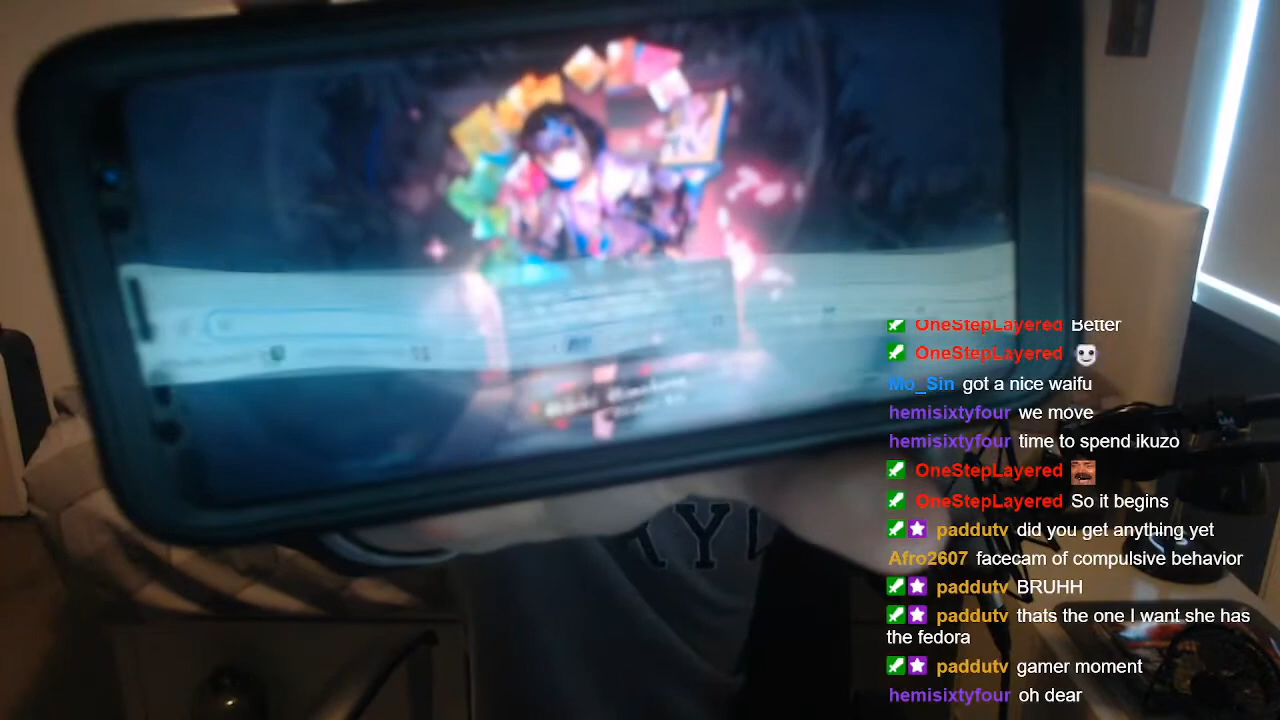 RY
OneStepLayered Better
OneStepLayered
Mo_Sin got a nice waifu
hemisixtyfour we move
hemisixtyfour time to spend ikuzo
OneStepLayered
OneStepLayered So it begins
paddutv did you get anything yet
Afro2607 facecam of compulsive behavior
paddutv BRUHH
paddutv thats the one I want she has
the fedora
paddutv gamer moment
hemisixtyfour oh dear